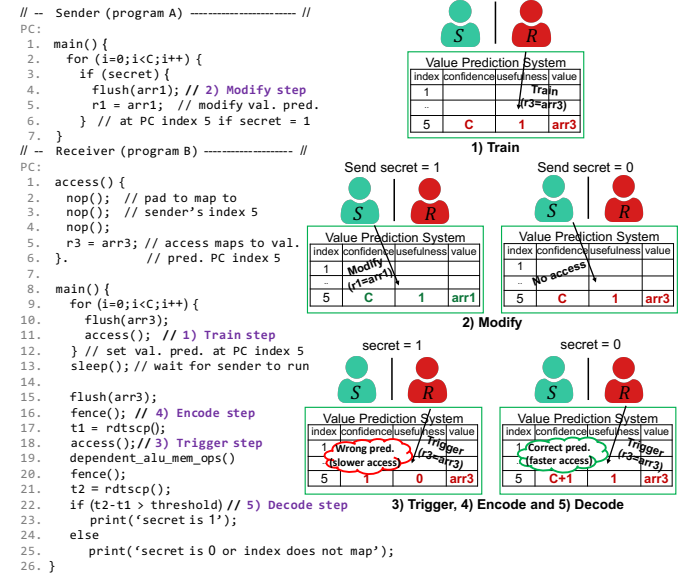 // -- Sender (program A) ------------------------ //
PC:
1. main() {
2. for (i=0;i<C;i++) {
3. if (secret) {
4. flush(arr1); // 2) Modify step
5. r1 = arr1; // modify val. pred.
6. } // at PC index 5 if secret = 1
7. }
// -- Receiver (program B) -------------------- //
PC:
1. access() {
2. nop(); // pad to map to
3. nop(); // sender's index 5
4. nop();
5. r3 = arr3; // access maps to val.
6. }. // pred. PC index 5
7.
8. main() {
9. for (i=0;i<C;i++) {
10. flush(arr3);
11. access(); // 1) Train step
12. } // set val. pred. at PC index 5
13. sleep(); // wait for sender to run
14.
15. flush(arr3);
16. fence(); // 4) Encode step
17. t1 = rdtscp();
18. access();// 3) Trigger step
19. dependent_alu_mem_ops()
20. fence();
21. t2 = rdtscp();
22. if (t2-t1 > threshold) // 5) Decode step
23. print('secret is 1');
24. else
25. print('secret is 0 or index does not map');
26. }
S R
Value Prediction System
index confidence usefulness value
1
..
5 C 1 arr3
Train
(r3=arr3)
1) Train
Send secret = 1
S R
Value Prediction System
index confidence usefulness value
1
..
5 C 1 arr1
Modify
(r1=arr1)
Send secret = 0
S R
Value Prediction System
index confidence usefulness value
1
..
5 C 1 arr3
No access
2) Modify
secret = 1
S R
Value Prediction System
index confidence usefulness value
1
5 1 0 arr3
Wrong pred.
(slower access)
Trigger
(r3=arr3)
secret = 0
S R
Value Prediction System
index confidence usefulness value
1
5 C+1 1 arr3
Correct pred.
(faster access)
Trigger
(r3=arr3)
3) Trigger, 4) Encode and 5) Decode